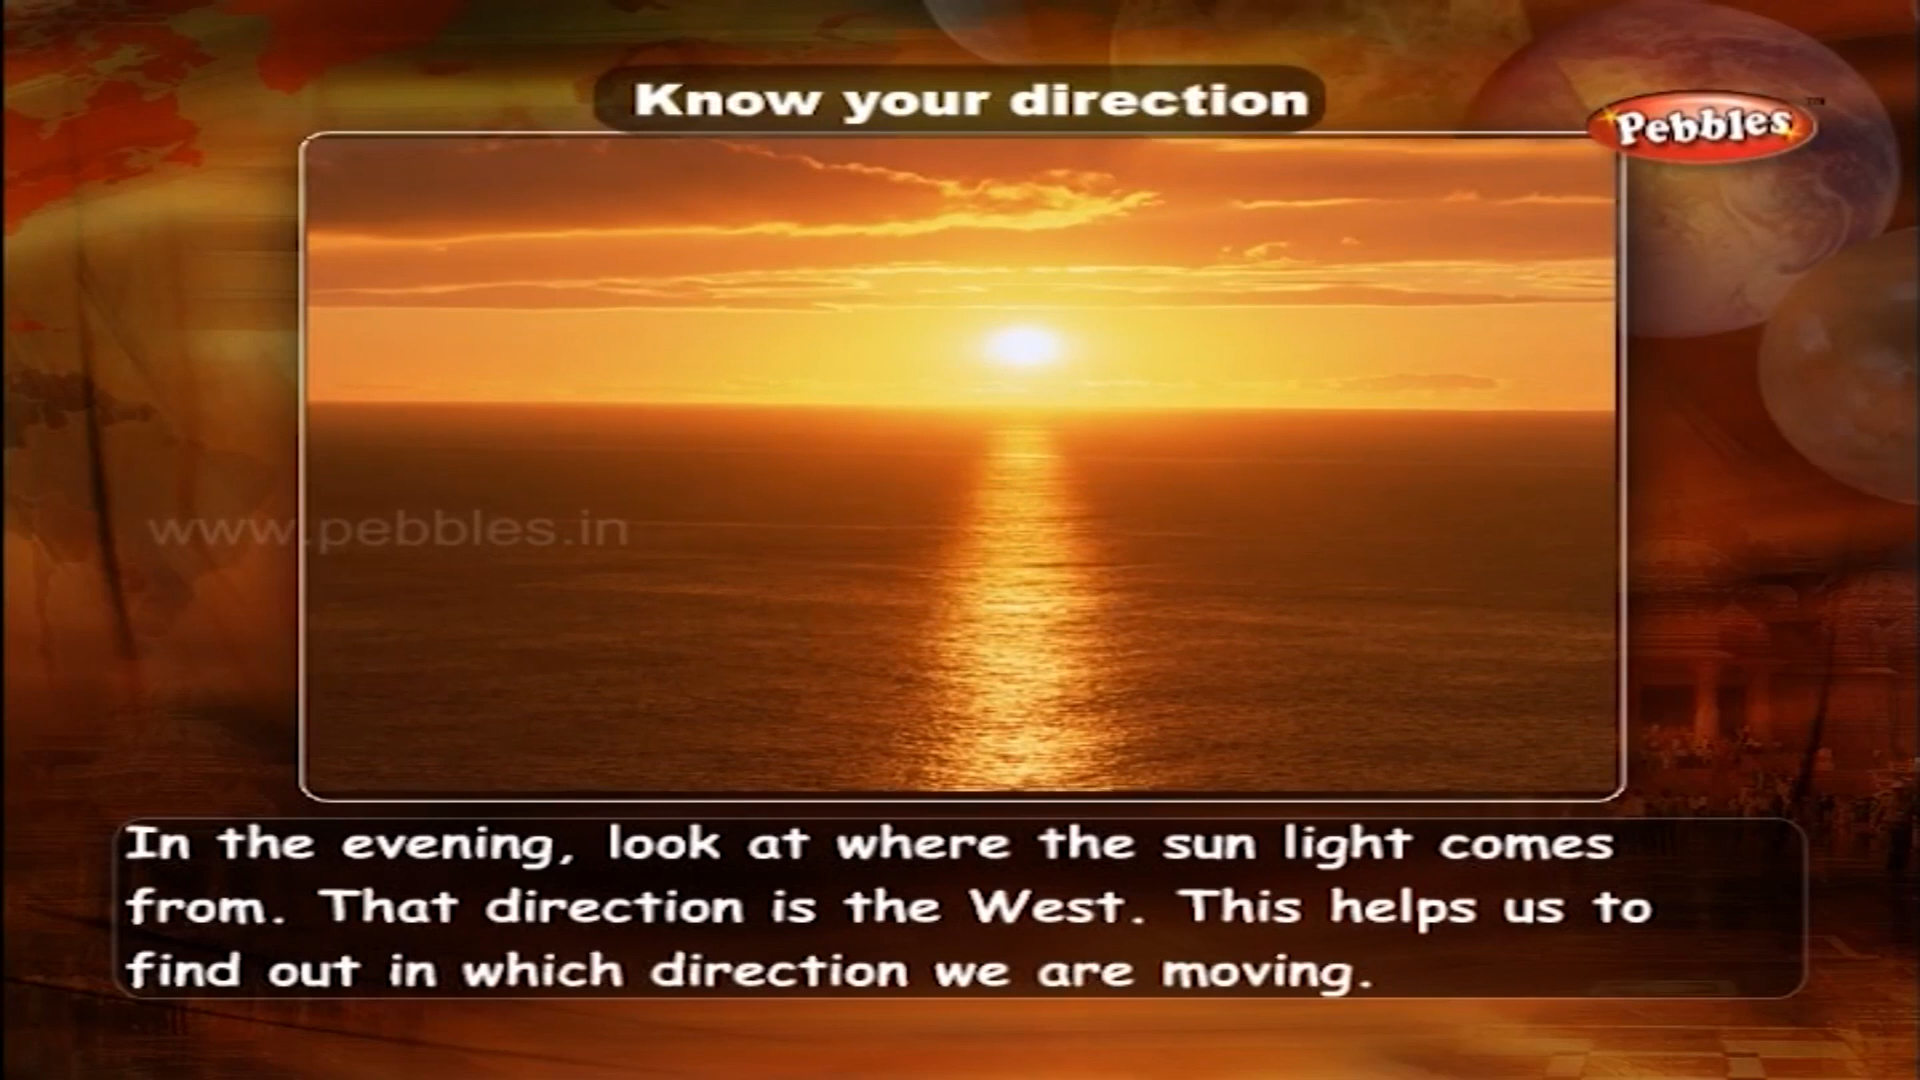 Know your direction
Pebbles
www.pebbles.in
In the evening, look at where the sun light comes
from. That direction is the West. This helps us to
find out in which direction we are moving.